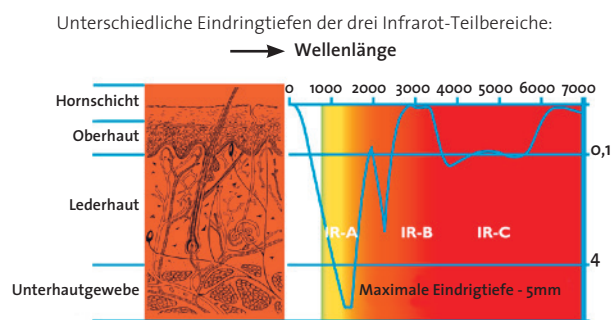 Unterschiedliche Eindringtiefen der drei Infrarot-Teilbereiche:
Wellenlänge
0 1000 2000 3000 4000 5000 6000 7000
Hornschicht
Oberhaut
0,1
Lederhaut
IR-A IR-B IR-C
4
Unterhautgewebe
Maximale Eindrigtiefe - 5mm